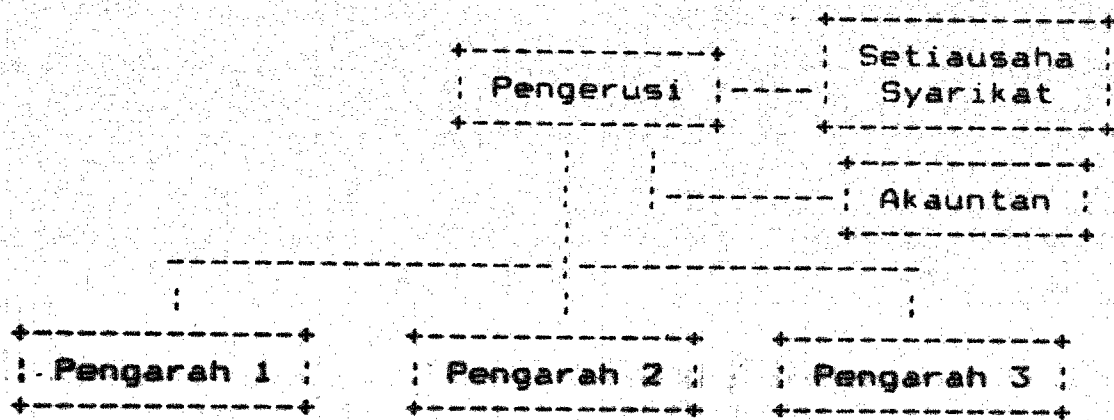 Setiausaha
Pengerusi
Syarikat
Akauntan
Pengarah 1
Pengarah 2
Pengarah 3